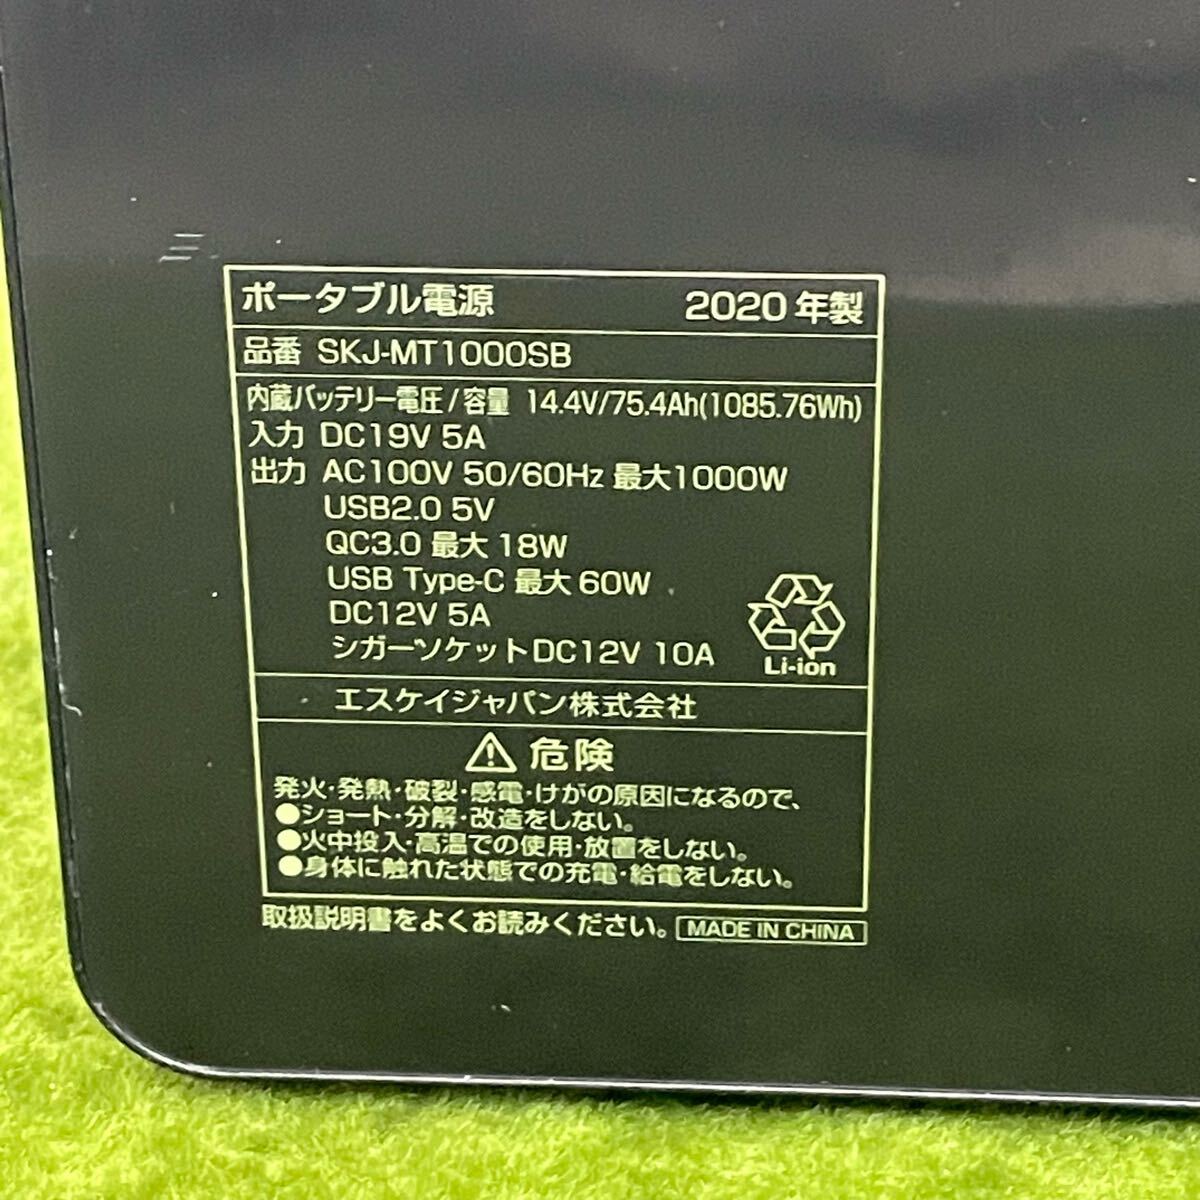 ポータブル電源 2020年製
品番 SKJ-MT1000SB
内蔵バッテリー電圧/容量 14.4V/75.4Ah(1085.76Wh)
入力 DC19V 5A
出力 AC100V 50/60Hz 最大1000W
USB2.0 5V
QC3.0 最大 18W
USB Type-C 最大 60W
DC12V 5A
シガーソケットDC12V 10A
Li-ion
エスケイジャパン株式会社
危険
発火・発熱・破裂・感電・けがの原因になるので、
●ショート・分解・改造をしない。
●火中投入・高温での使用・放置をしない。
●身体に触れた状態での充電・給電をしない。
取扱説明書をよくお読みください。 MADE IN CHINA